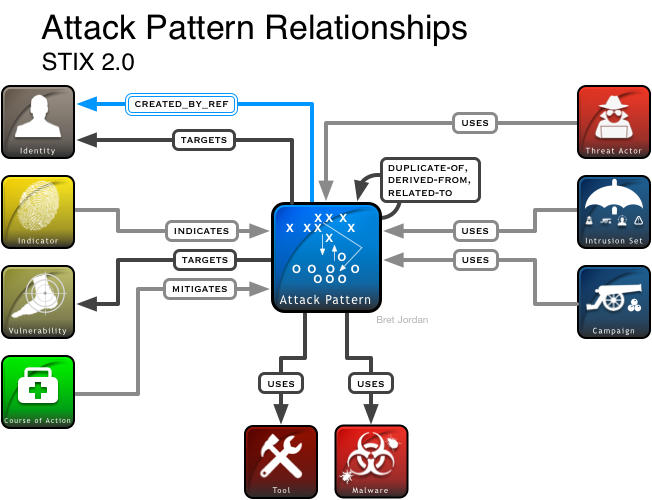 Attack Pattern Relationships
STIX 2.0
CREATED_BY_REF
TARGETS
Identity
USES
Threat Actor
DUPLICATE-OF,
DERIVED-FROM,
RELATED-TO
INDICATES
Indicator
USES
Intrusion Set
TARGETS
Vulnerability
USES
Campaign
MITIGATES
Course of Action
X X X X
X X X X
X
O
O O O O
O O O
Attack Pattern
Bret Jordan
USES
USES
Tool
Malware